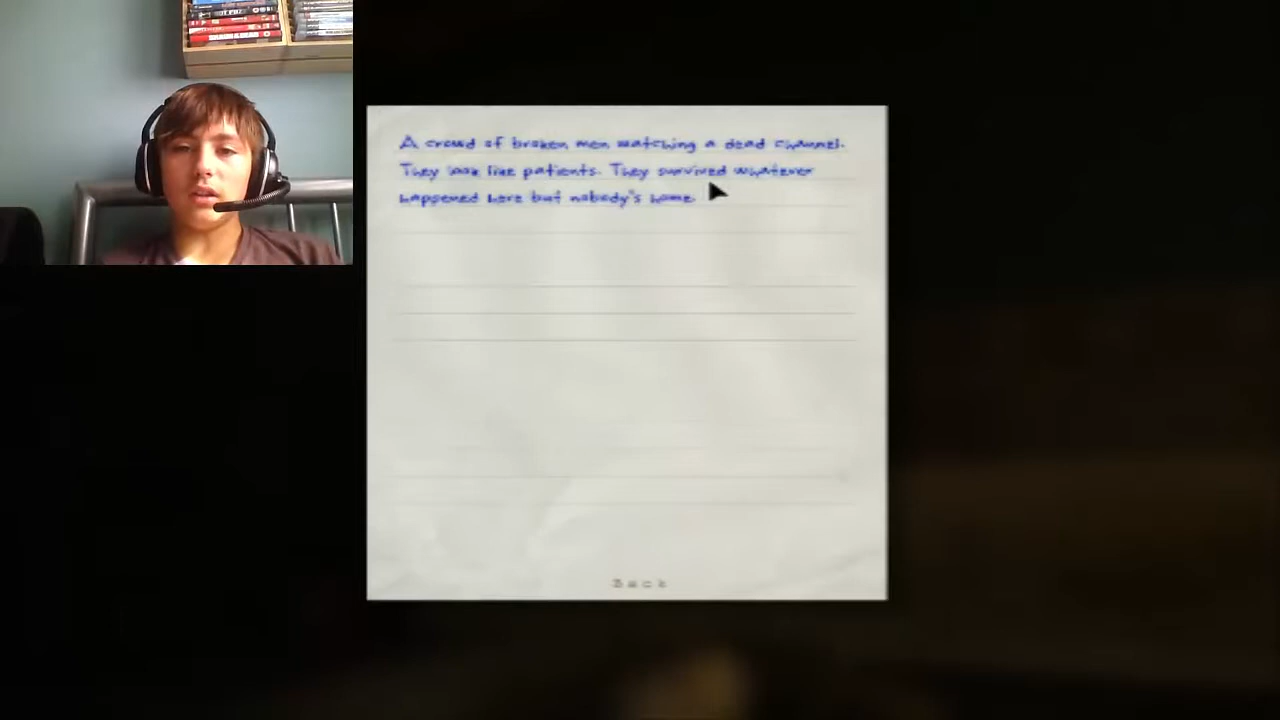 A crowd of broken men watching a dead channel.
They look like patients. They survived whatever
happened here but nobody's home.
Back